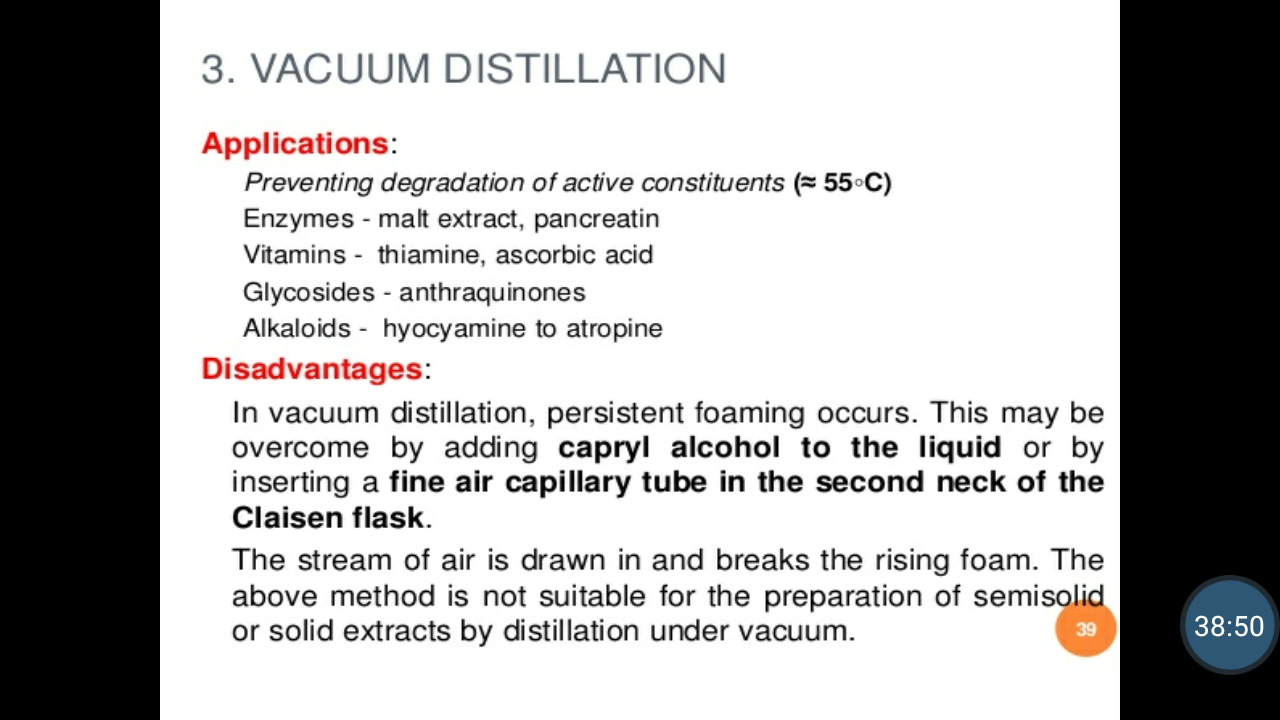 3. VACUUM DISTILLATION
Applications:
Preventing degradation of active constituents (≈ 55◦C)
Enzymes - malt extract, pancreatin
Vitamins - thiamine, ascorbic acid
Glycosides - anthraquinones
Alkaloids - hyocyamine to atropine
Disadvantages:
In vacuum distillation, persistent foaming occurs. This may be
overcome by adding capryl alcohol to the liquid or by
inserting a fine air capillary tube in the second neck of the
Claisen flask.
The stream of air is drawn in and breaks the rising foam. The
above method is not suitable for the preparation of semisolid
or solid extracts by distillation under vacuum.
39
38:50